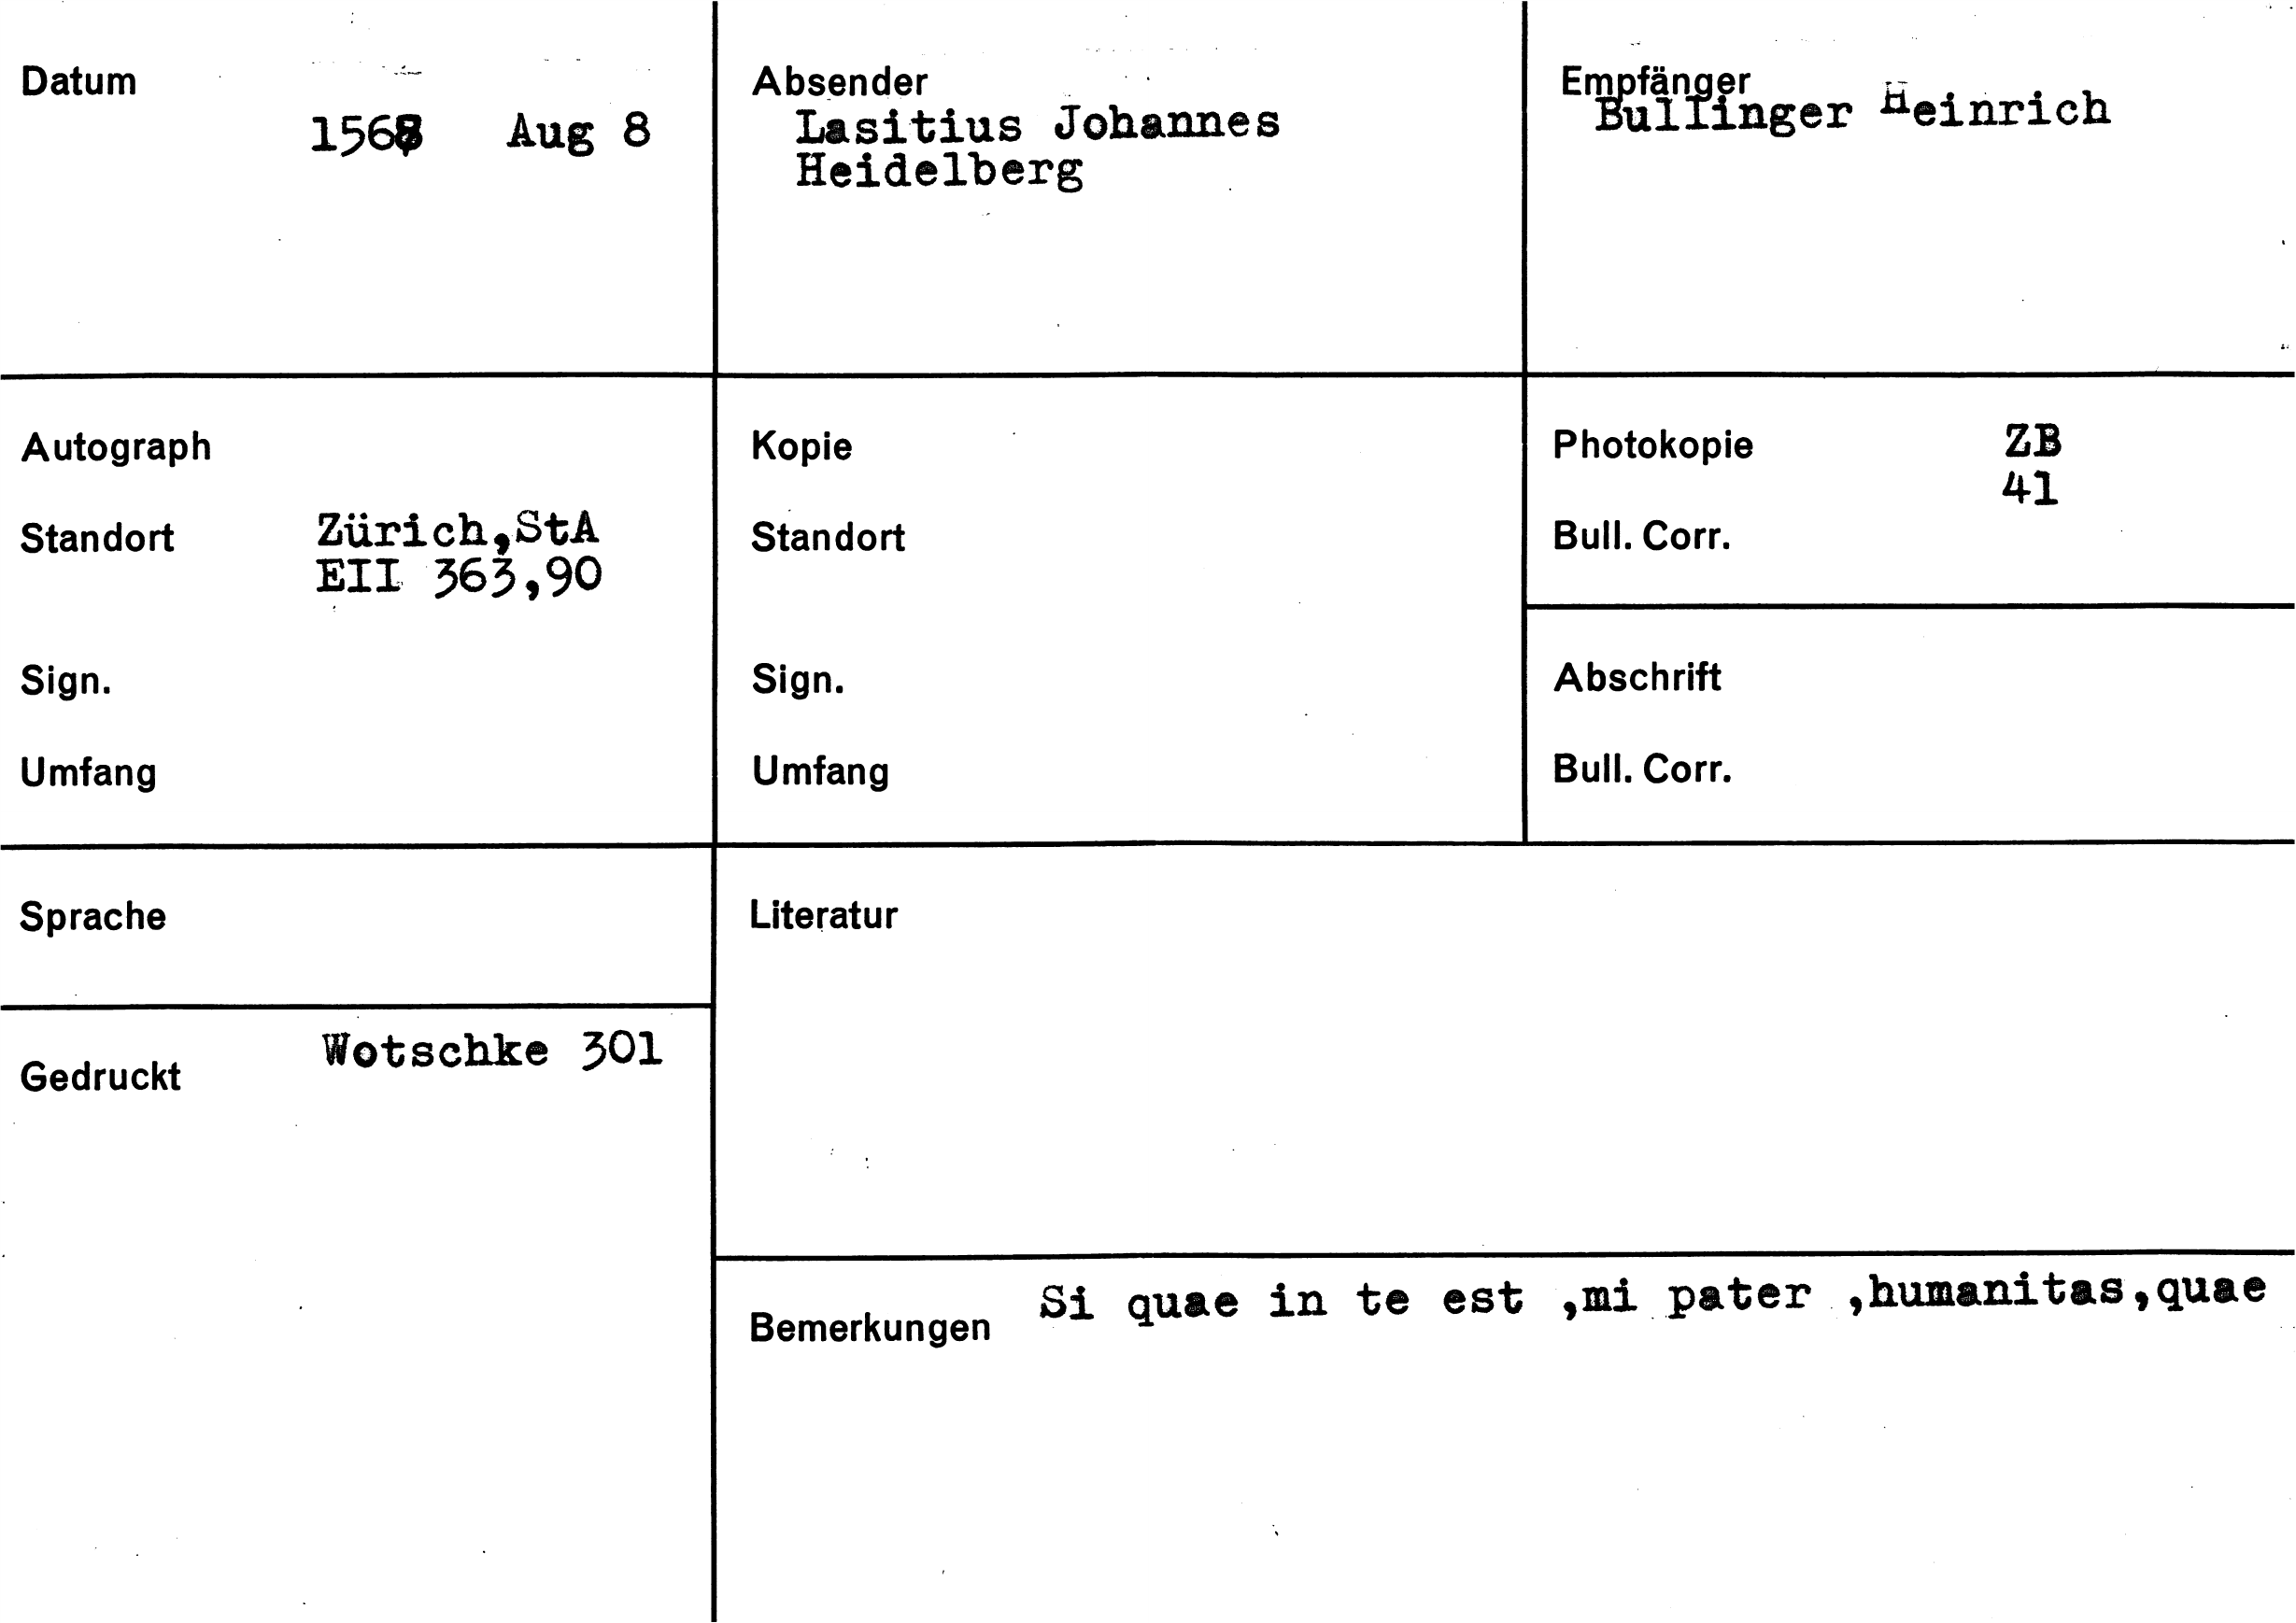 Datum
Aug 8
Absender
Lasitius Johannes
Heidelberg
Empfänger
Bullinger Heinrich
Autograph
Standort
Zürich,StA
EII 363,90
Sign.
Umfang
Kopie
Standort
Sign.
Umfang
Photokopie ZB
41
Bull. Corr.
Abschrift
Bull. Corr.
Sprache
Literatur
Gedruckt
Wotschke 301
Bemerkungen
Si quae in te est ,mi pater ,humanitas,quae